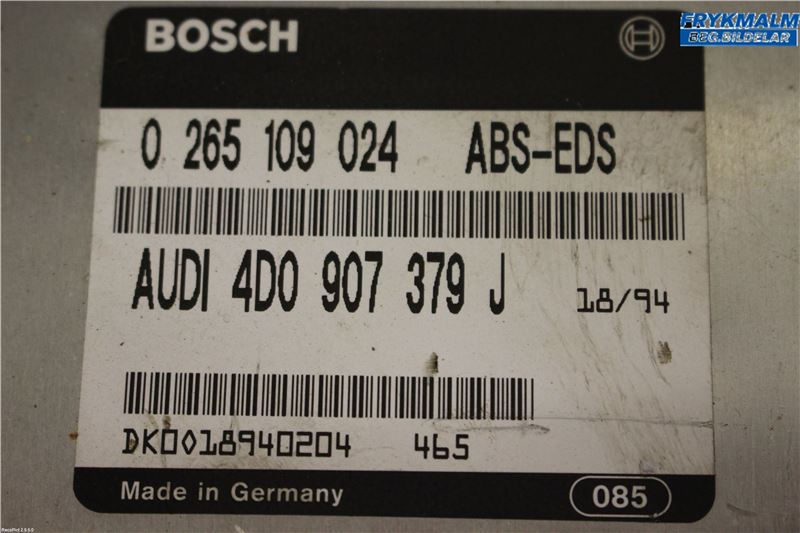 FRYKMALM
BEG.BILDELAR
BOSCH
0 265 109 024 ABS-EDS
AUDI 4D0 907 379 J 18/94
DK0018940204 465
Made in Germany 085